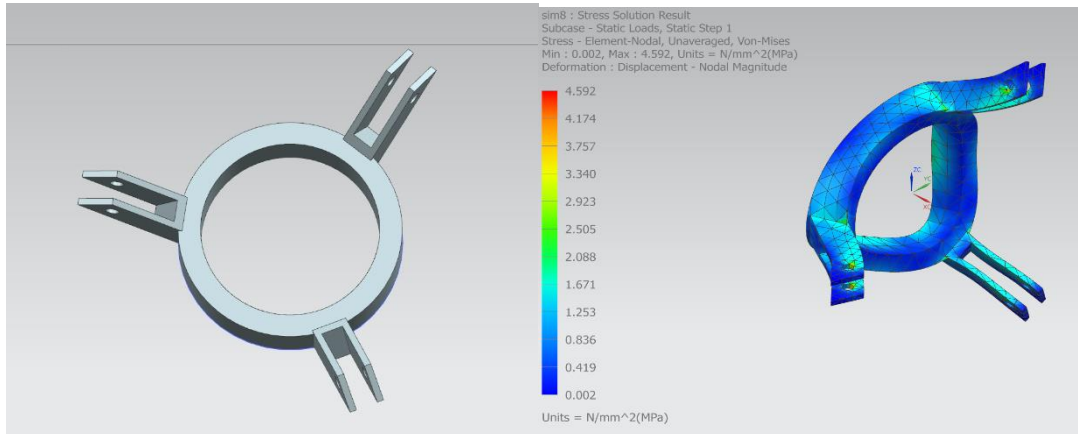 sim8 : Stress Solution Result
Subcase - Static Loads, Static Step 1
Stress - Element-Nodal, Unaveraged, Von-Mises
Min : 0.002, Max : 4.592, Units = N/mm^2(MPa)
Deformation : Displacement - Nodal Magnitude
4.592
4.174
3.757
3.340
2.923
2.505
2.088
1.671
1.253
0.836
0.419
0.002
Units = N/mm^2(MPa)
ZC
YC
XC